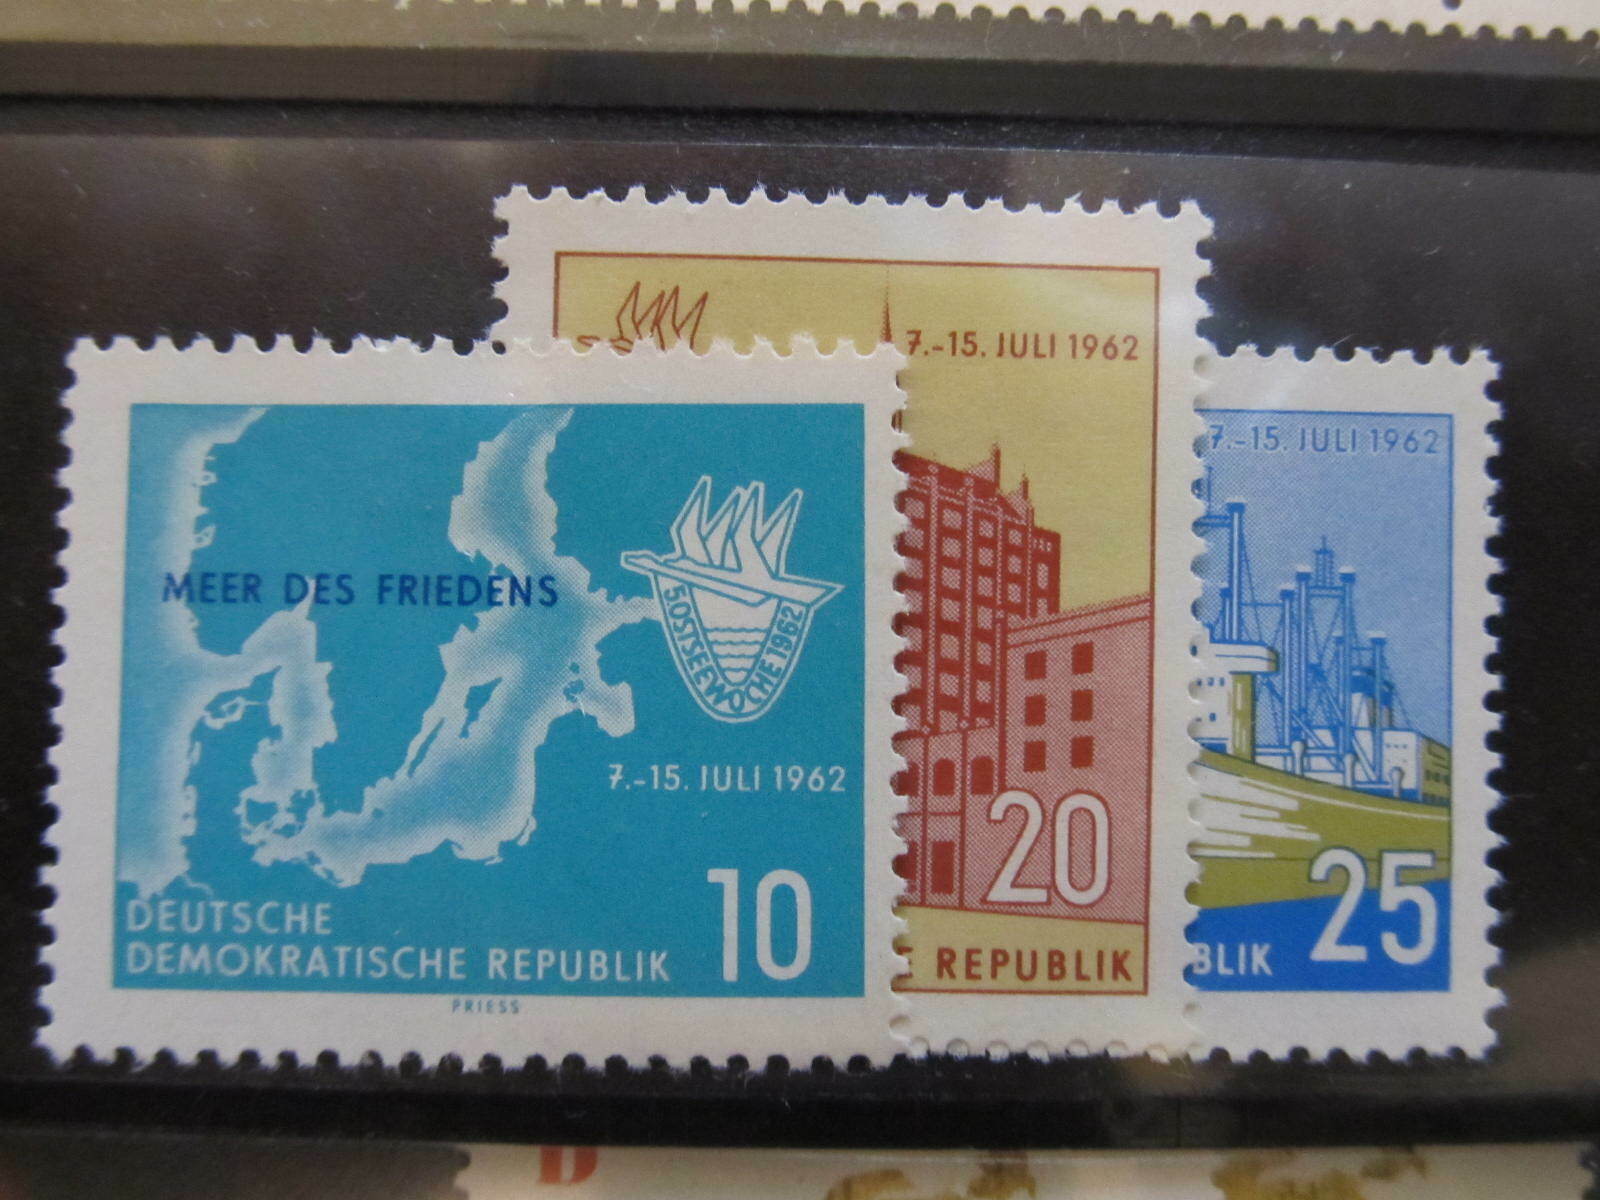 MEER DES FRIEDENS
5. OSTSEEWOCHE 1962
7.-15. JULI 1962
10
DEUTSCHE
DEMOKRATISCHE REPUBLIK
PRIESS
7.-15. JULI 1962
20
E REPUBLIK
7.-15. JULI 1962
25
BLIK
D